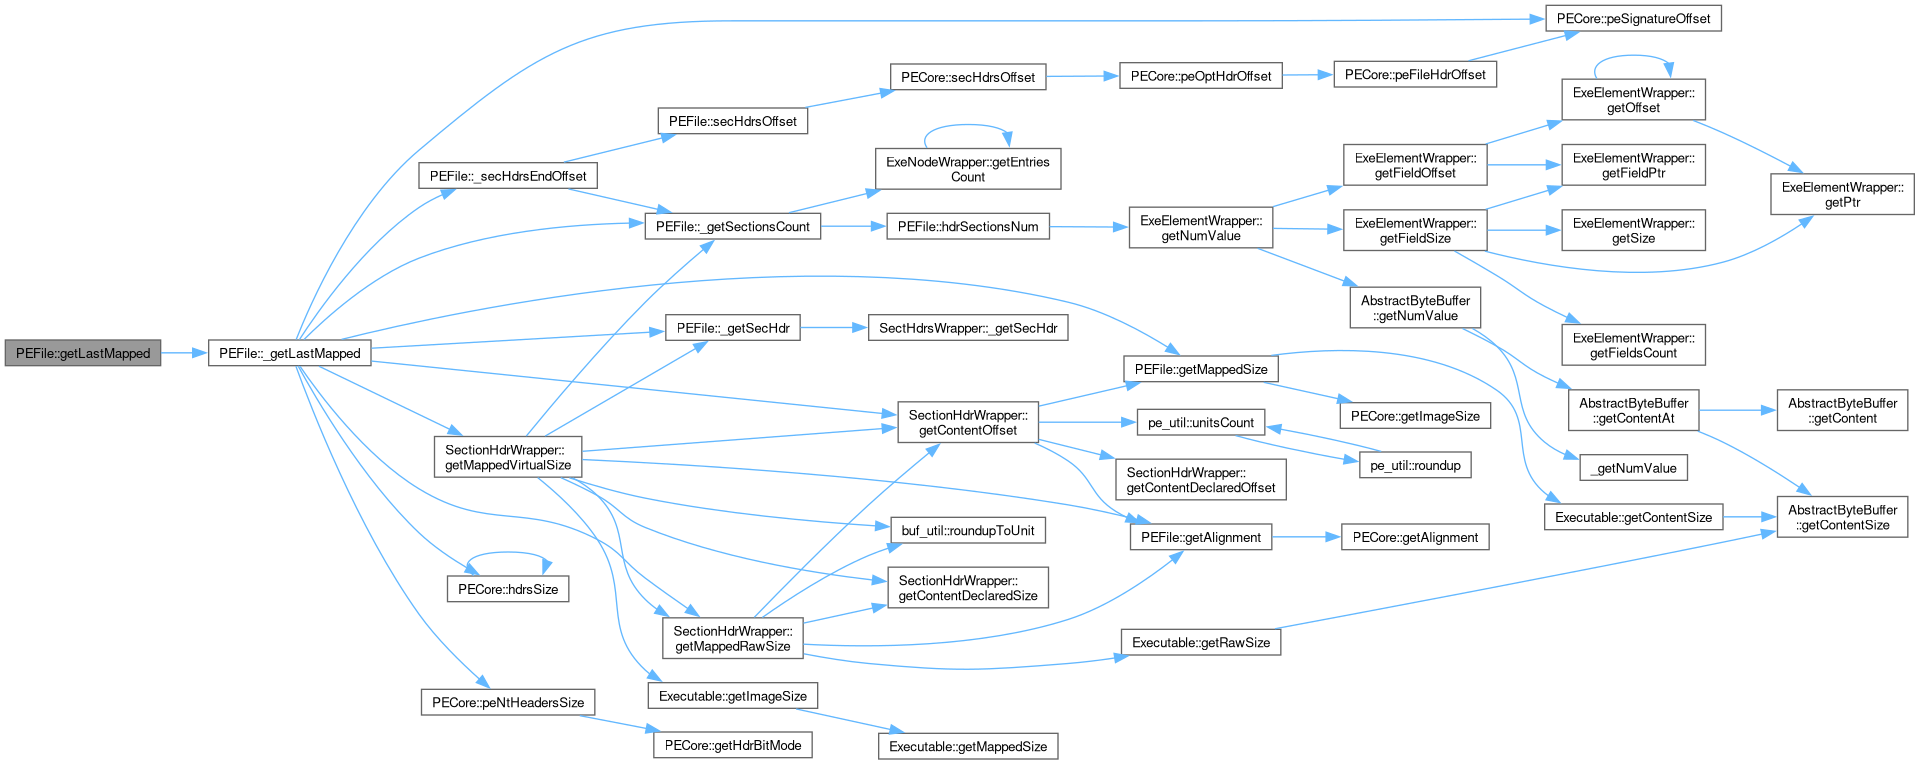 PEFile::getLastMapped
PEFile::_getLastMapped
PECore::peSignatureOffset
PEFile::_secHdrsEndOffset
PEFile::secHdrsOffset
PECore::secHdrsOffset
PECore::peOptHdrOffset
PECore::peFileHdrOffset
PEFile::_getSectionsCount
ExeNodeWrapper::getEntries
Count
PEFile::hdrSectionsNum
ExeElementWrapper::
getNumValue
ExeElementWrapper::
getFieldOffset
ExeElementWrapper::
getOffset
ExeElementWrapper::
getFieldPtr
ExeElementWrapper::
getPtr
ExeElementWrapper::
getFieldSize
ExeElementWrapper::
getSize
ExeElementWrapper::
getFieldsCount
AbstractByteBuffer
::getNumValue
AbstractByteBuffer
::getContentAt
AbstractByteBuffer
::getContent
_getNumValue
AbstractByteBuffer
::getContentSize
PEFile::_getSecHdr
SectHdrsWrapper::_getSecHdr
PEFile::getMappedSize
PECore::getImageSize
Executable::getContentSize
SectionHdrWrapper::
getMappedVirtualSize
SectionHdrWrapper::
getContentOffset
pe_util::unitsCount
pe_util::roundup
SectionHdrWrapper::
getContentDeclaredOffset
PEFile::getAlignment
PECore::getAlignment
buf_util::roundupToUnit
SectionHdrWrapper::
getContentDeclaredSize
PECore::hdrsSize
SectionHdrWrapper::
getMappedRawSize
Executable::getRawSize
Executable::getImageSize
Executable::getMappedSize
PECore::peNtHeadersSize
PECore::getHdrBitMode